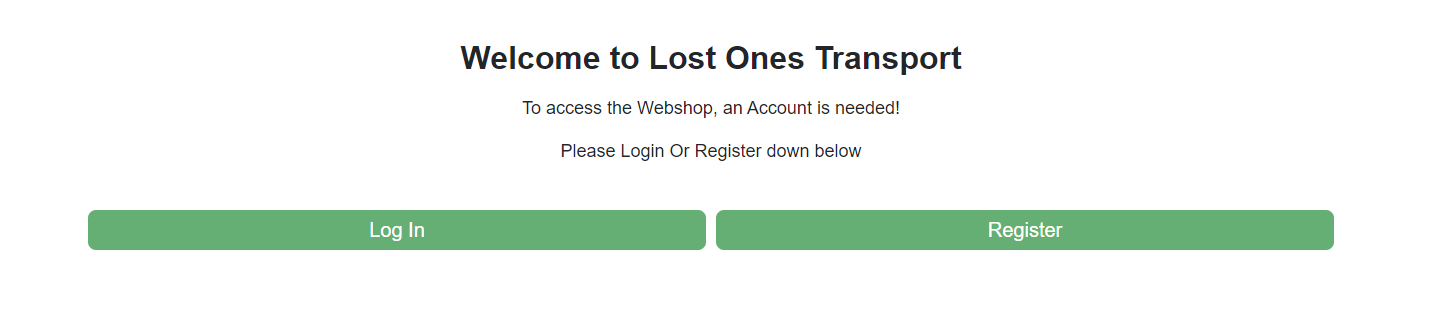 Welcome to Lost Ones Transport
To access the Webshop, an Account is needed!
Please Login Or Register down below
Log In
Register